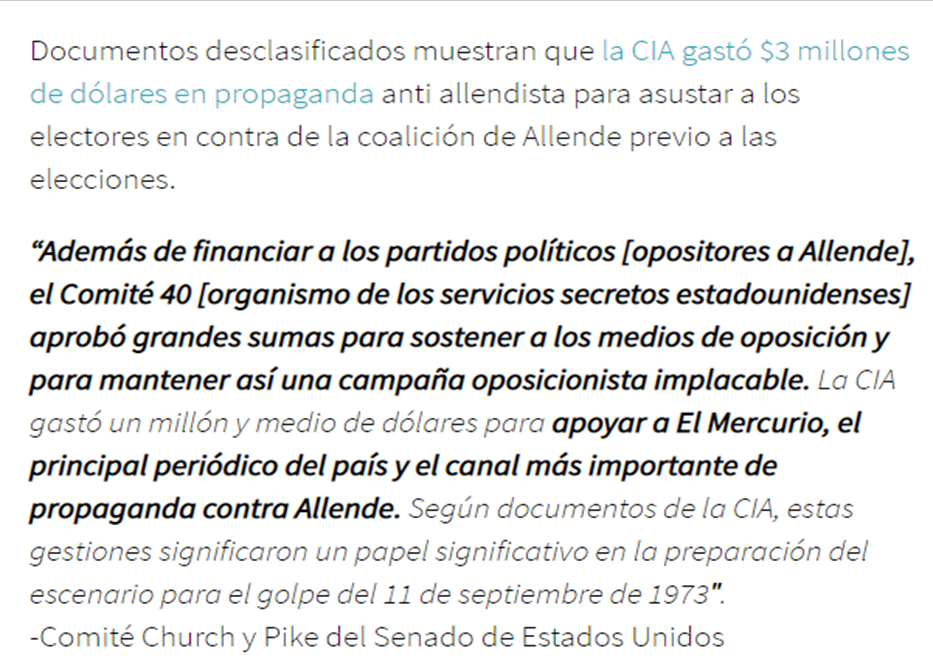 Documentos desclasificados muestran que la CIA gastó $3 millones
de dólares en propaganda anti allendista para asustar a los
electores en contra de la coalición de Allende previo a las
elecciones.
“Además de financiar a los partidos políticos [opositores a Allende],
el Comité 40 [organismo de los servicios secretos estadounidenses]
aprobó grandes sumas para sostener a los medios de oposición y
para mantener así una campaña oposicionista implacable. La CIA
gastó un millón y medio de dólares para apoyar a El Mercurio, el
principal periódico del país y el canal más importante de
propaganda contra Allende. Según documentos de la CIA, estas
gestiones significaron un papel significativo en la preparación del
escenario para el golpe del 11 de septiembre de 1973".
-Comité Church y Pike del Senado de Estados Unidos